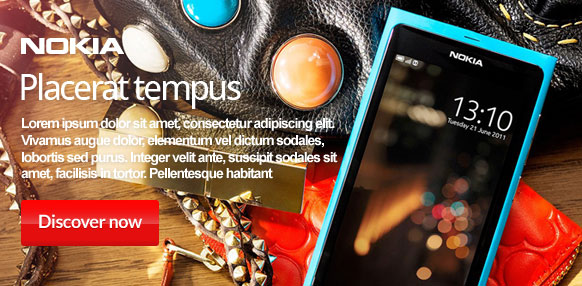 NOKIA
Placerat tempus
Lorem ipsum dolor sit amet, consectetur adipiscing elit.
Vivamus augue dolor, elementum vel dictum sodales,
lobortis sed purus. Integer velit ante, suscipit sodales sit
amet, facilisis in tortor. Pellentesque habitant
Discover now
NOKIA
13:10
Tuesday 21 June 2011